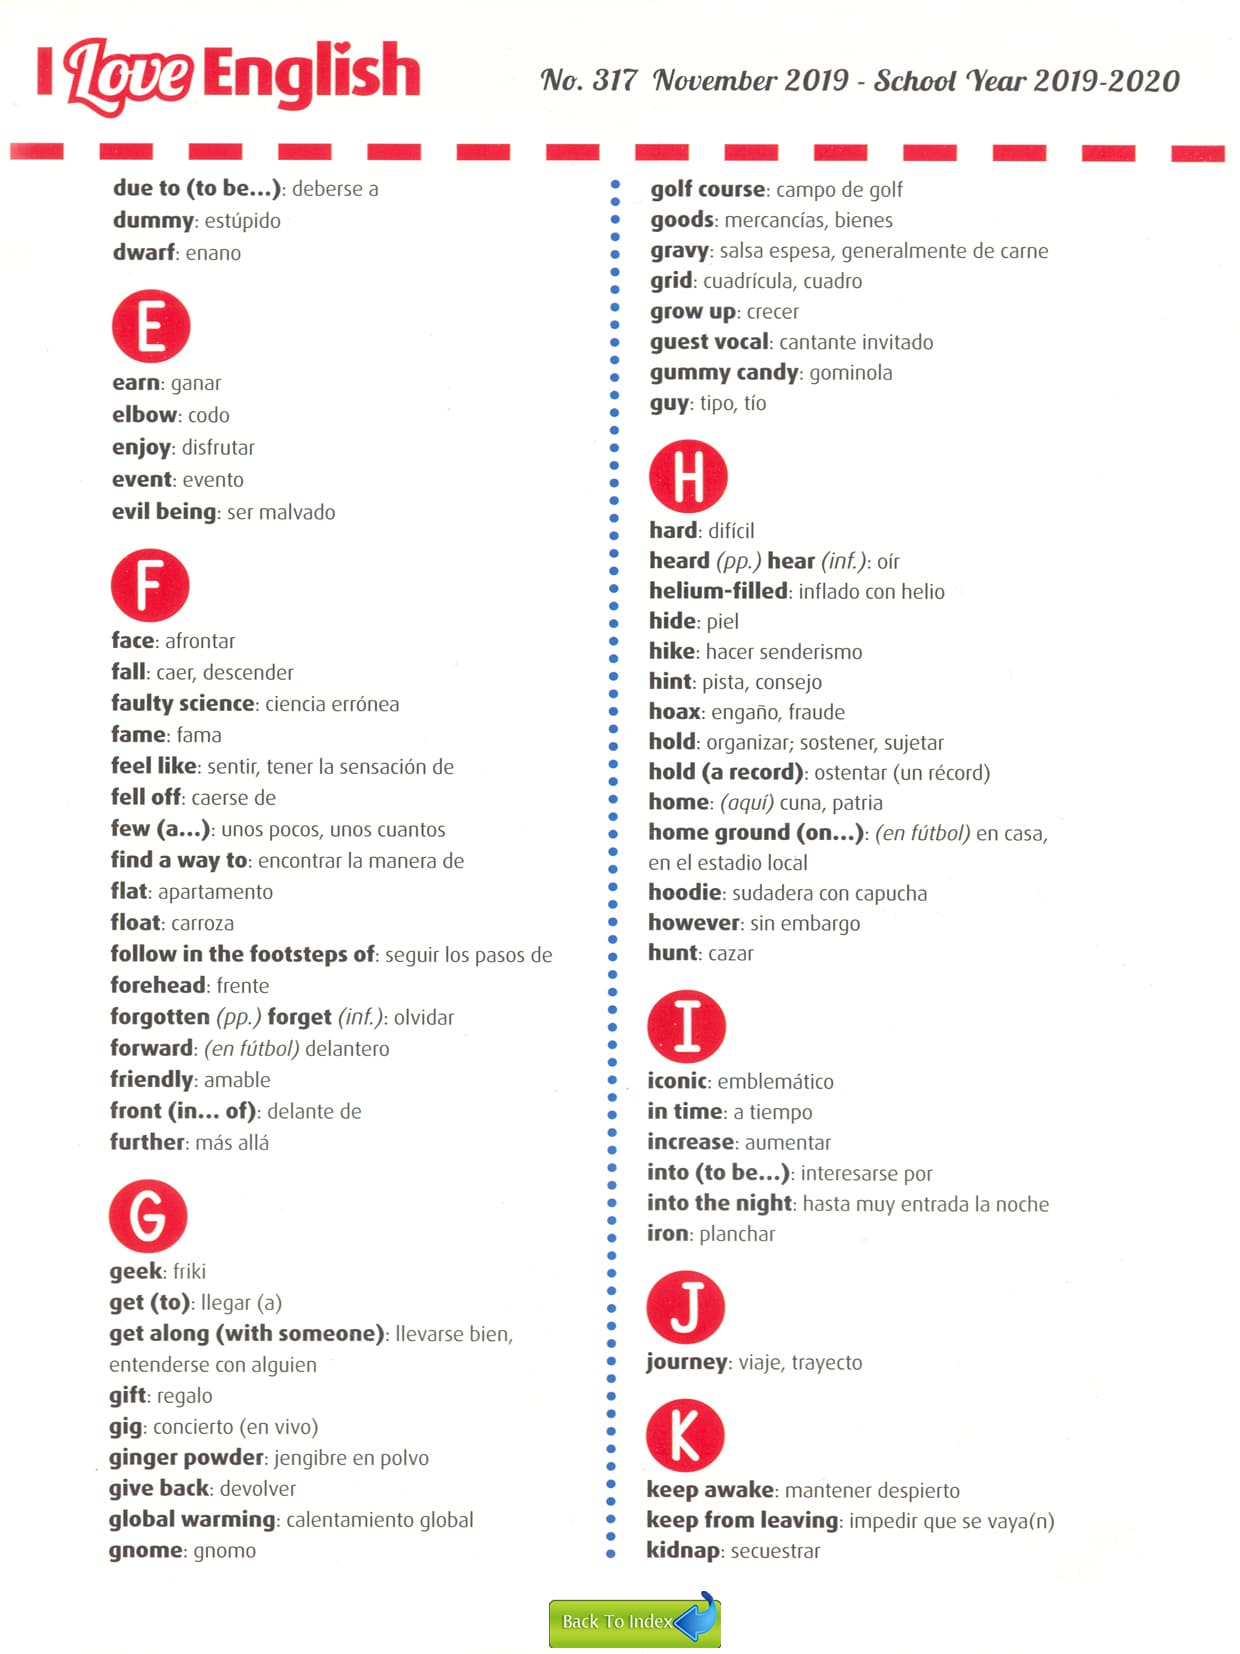 I Love English
No. 317 November 2019 - School Year 2019-2020
due to (to be...): deberse a
dummy: estúpido
dwarf: enano
E
earn: ganar
elbow: codo
enjoy: disfrutar
event: evento
evil being: ser malvado
F
face: afrontar
fall: caer, descender
faulty science: ciencia errónea
fame: fama
feel like: sentir, tener la sensación de
fell off: caerse de
few (a...): unos pocos, unos cuantos
find a way to: encontrar la manera de
flat: apartamento
float: carroza
follow in the footsteps of: seguir los pasos de
forehead: frente
forgotten (pp.) forget (inf.): olvidar
forward: (en fútbol) delantero
friendly: amable
front (in... of): delante de
further: más allá
G
geek: friki
get (to): llegar (a)
get along (with someone): llevarse bien,
entenderse con alguien
gift: regalo
gig: concierto (en vivo)
ginger powder: jengibre en polvo
give back: devolver
global warming: calentamiento global
gnome: gnomo
golf course: campo de golf
goods: mercancías, bienes
gravy: salsa espesa, generalmente de carne
grid: cuadrícula, cuadro
grow up: crecer
guest vocal: cantante invitado
gummy candy: gominola
guy: tipo, tío
H
hard: difícil
heard (pp.) hear (inf.): oír
helium-filled: inflado con helio
hide: piel
hike: hacer senderismo
hint: pista, consejo
hoax: engaño, fraude
hold: organizar; sostener, sujetar
hold (a record): ostentar (un récord)
home: (aquí) cuna, patria
home ground (on...): (en fútbol) en casa,
en el estadio local
hoodie: sudadera con capucha
however: sin embargo
hunt: cazar
I
iconic: emblemático
in time: a tiempo
increase: aumentar
into (to be...): interesarse por
into the night: hasta muy entrada la noche
iron: planchar
J
journey: viaje, trayecto
K
keep awake: mantener despierto
keep from leaving: impedir que se vaya(n)
kidnap: secuestrar
Back To Index